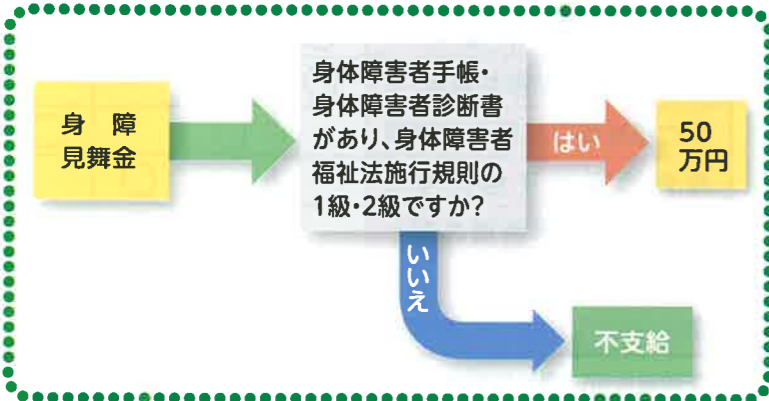 身 障
見舞金
身体障害者手帳・
身体障害者診断書
があり、身体障害者
福祉法施行規則の
1級・2級ですか?
はい
50
万円
いいえ
不支給